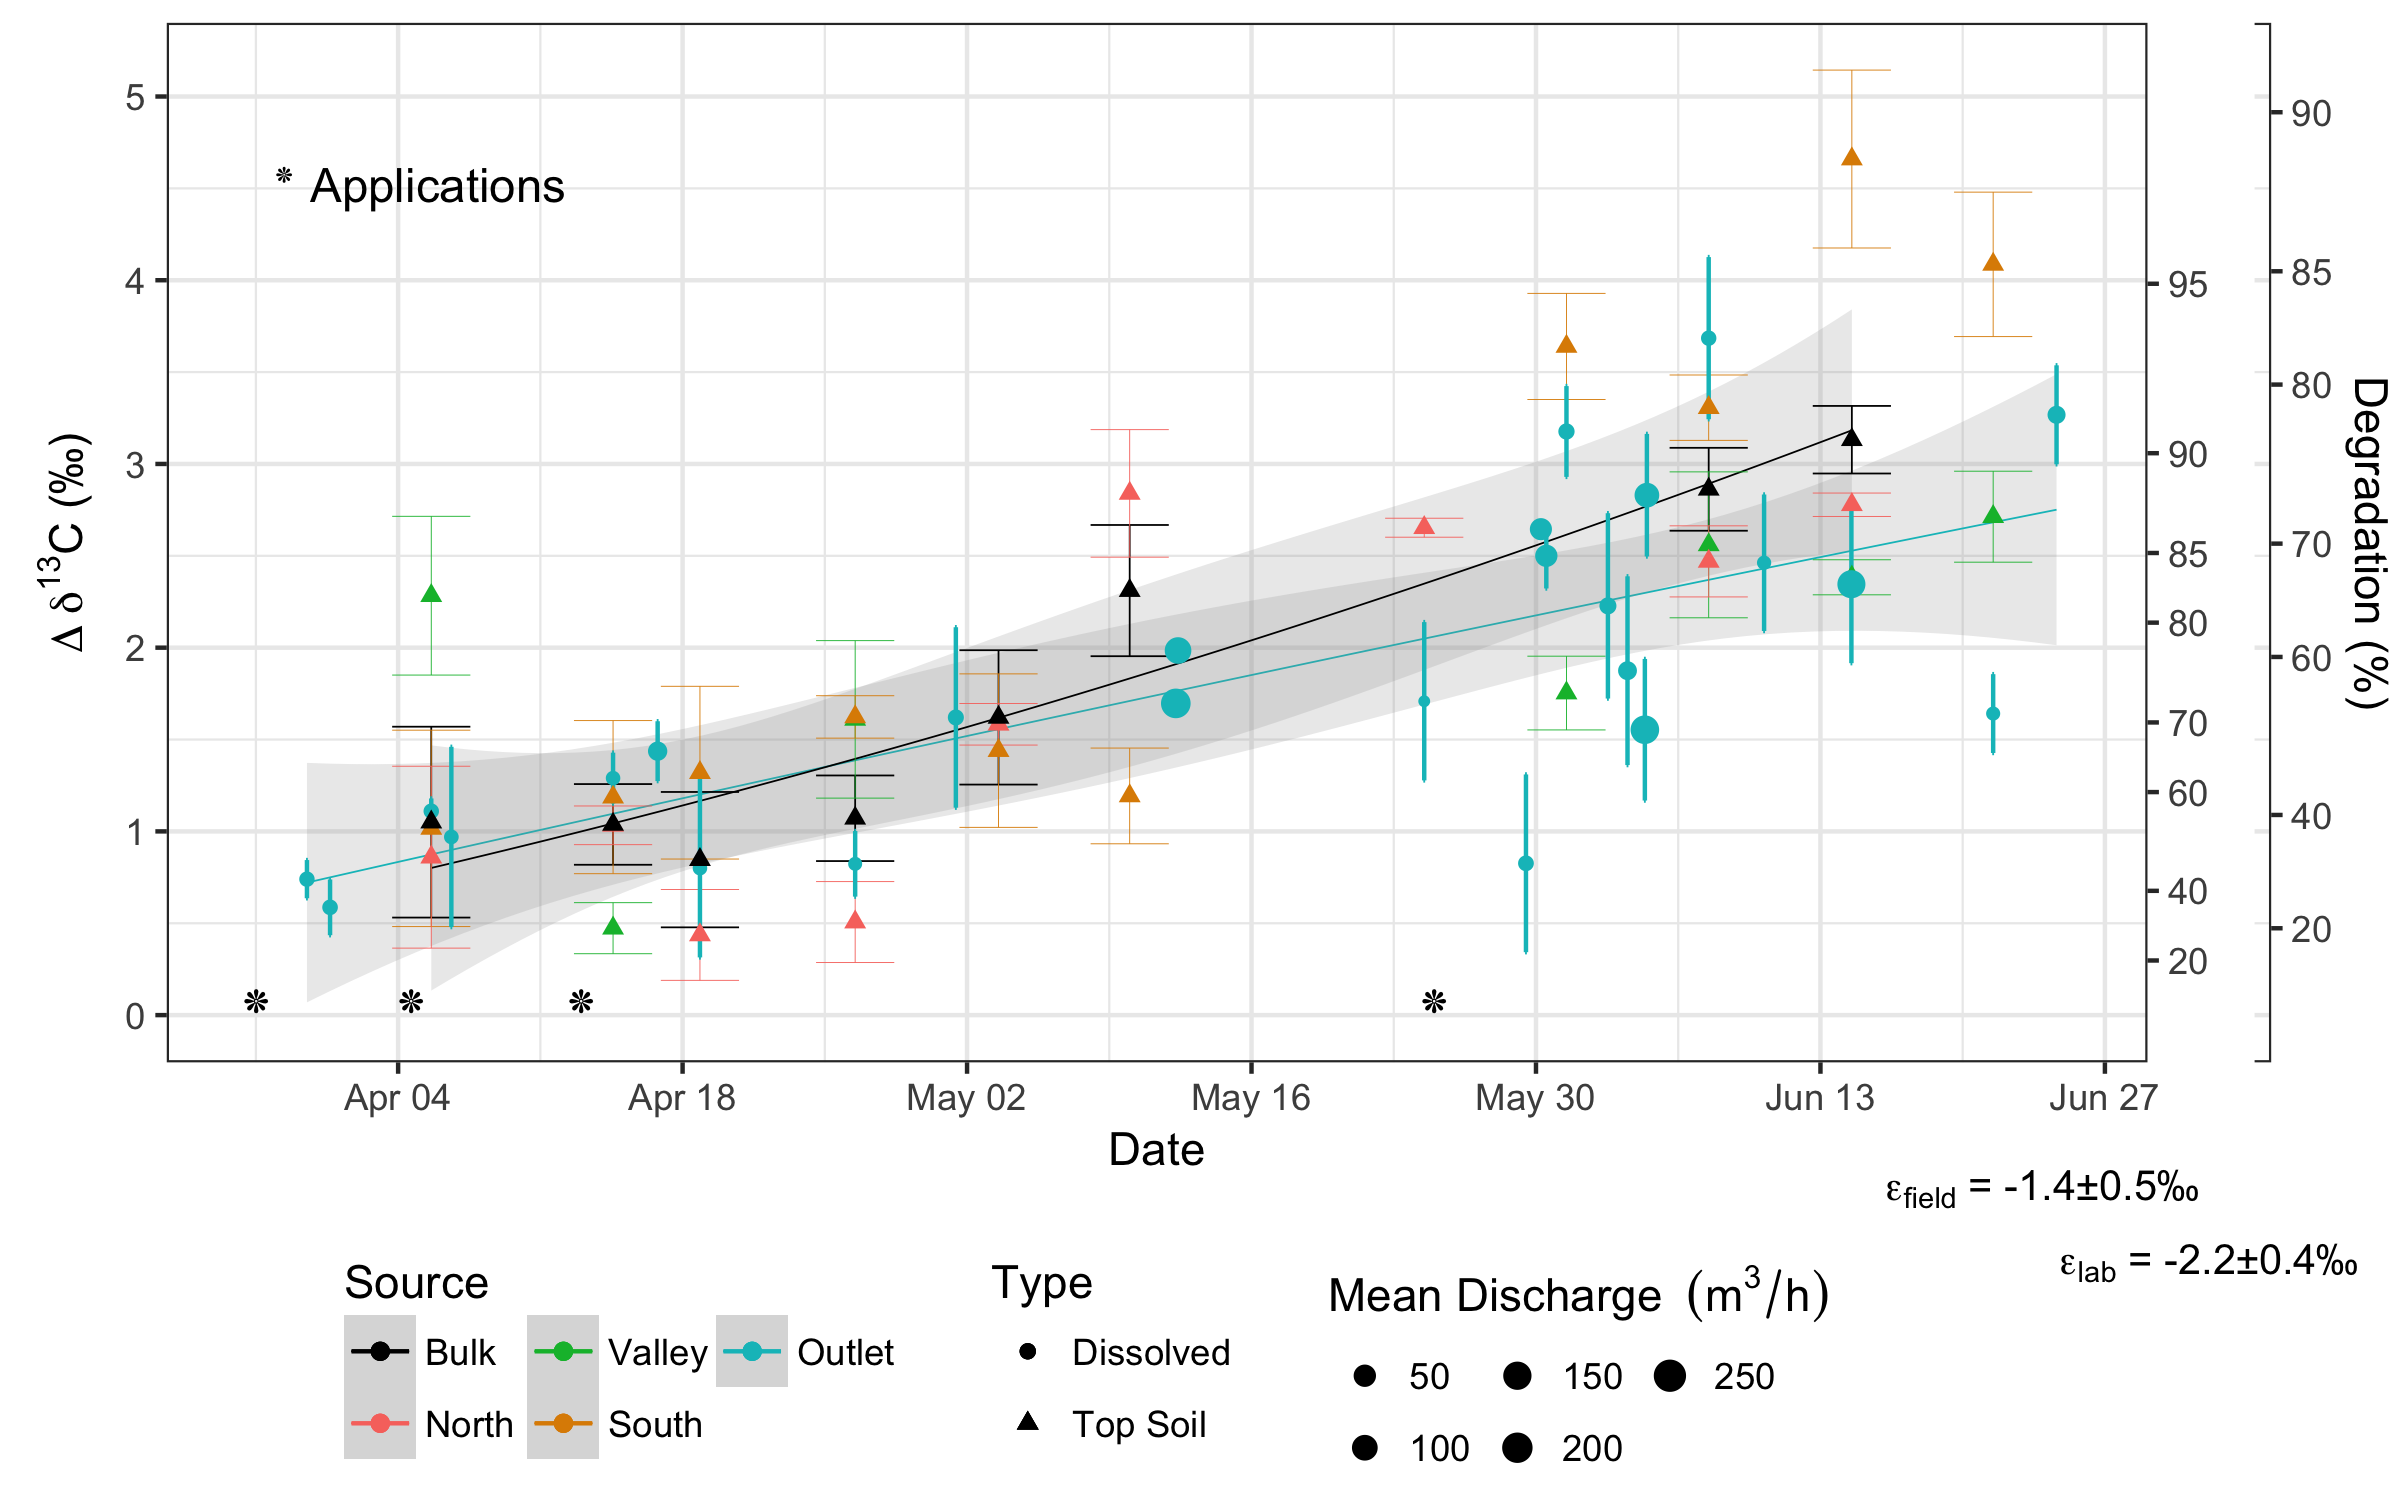 * Applications
5
4
3
2
1
0
Δ δ¹³C (‰)
95
90
85
80
70
60
40
20
90
85
80
70
60
40
20
Degradation (%)
* * * *
Apr 04 Apr 18 May 02 May 16 May 30 Jun 13 Jun 27
Date
εfield = -1.4±0.5‰
εlab = -2.2±0.4‰
Source
Bulk Valley Outlet
North South
Type
Dissolved
Top Soil
Mean Discharge (m³/h)
50 150 250
100 200